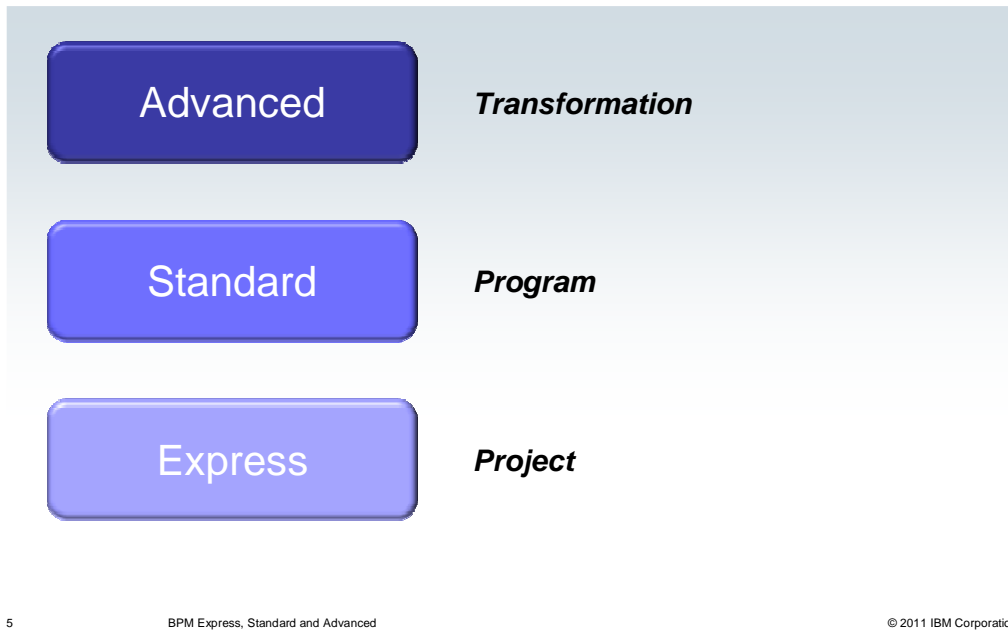 Advanced Transformation
Standard Program
Express Project
5 BPM Express, Standard and Advanced © 2011 IBM Corporatio